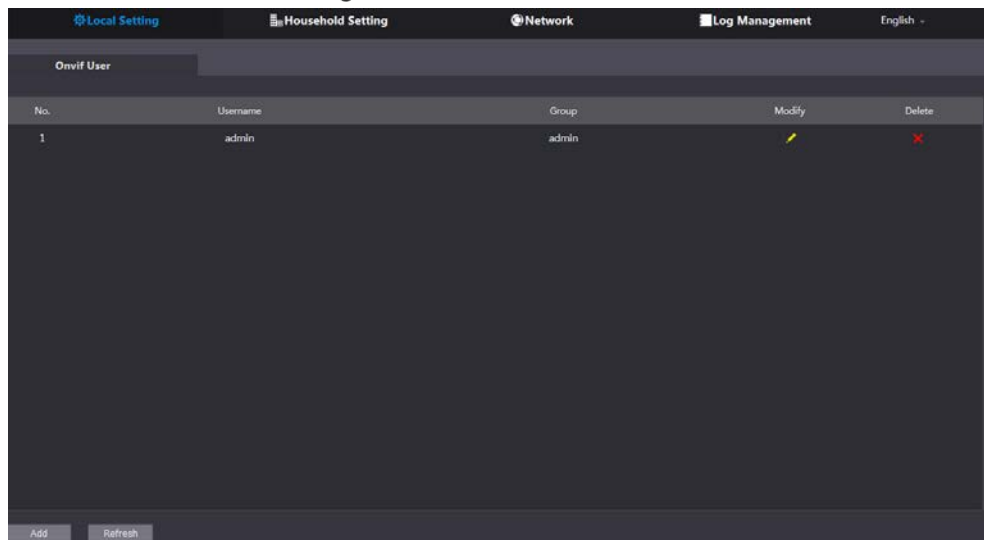 Local Setting Household Setting Network Log Management English
Onvif User
No. Username Group Modify Delete
1 admin admin
Add Refresh